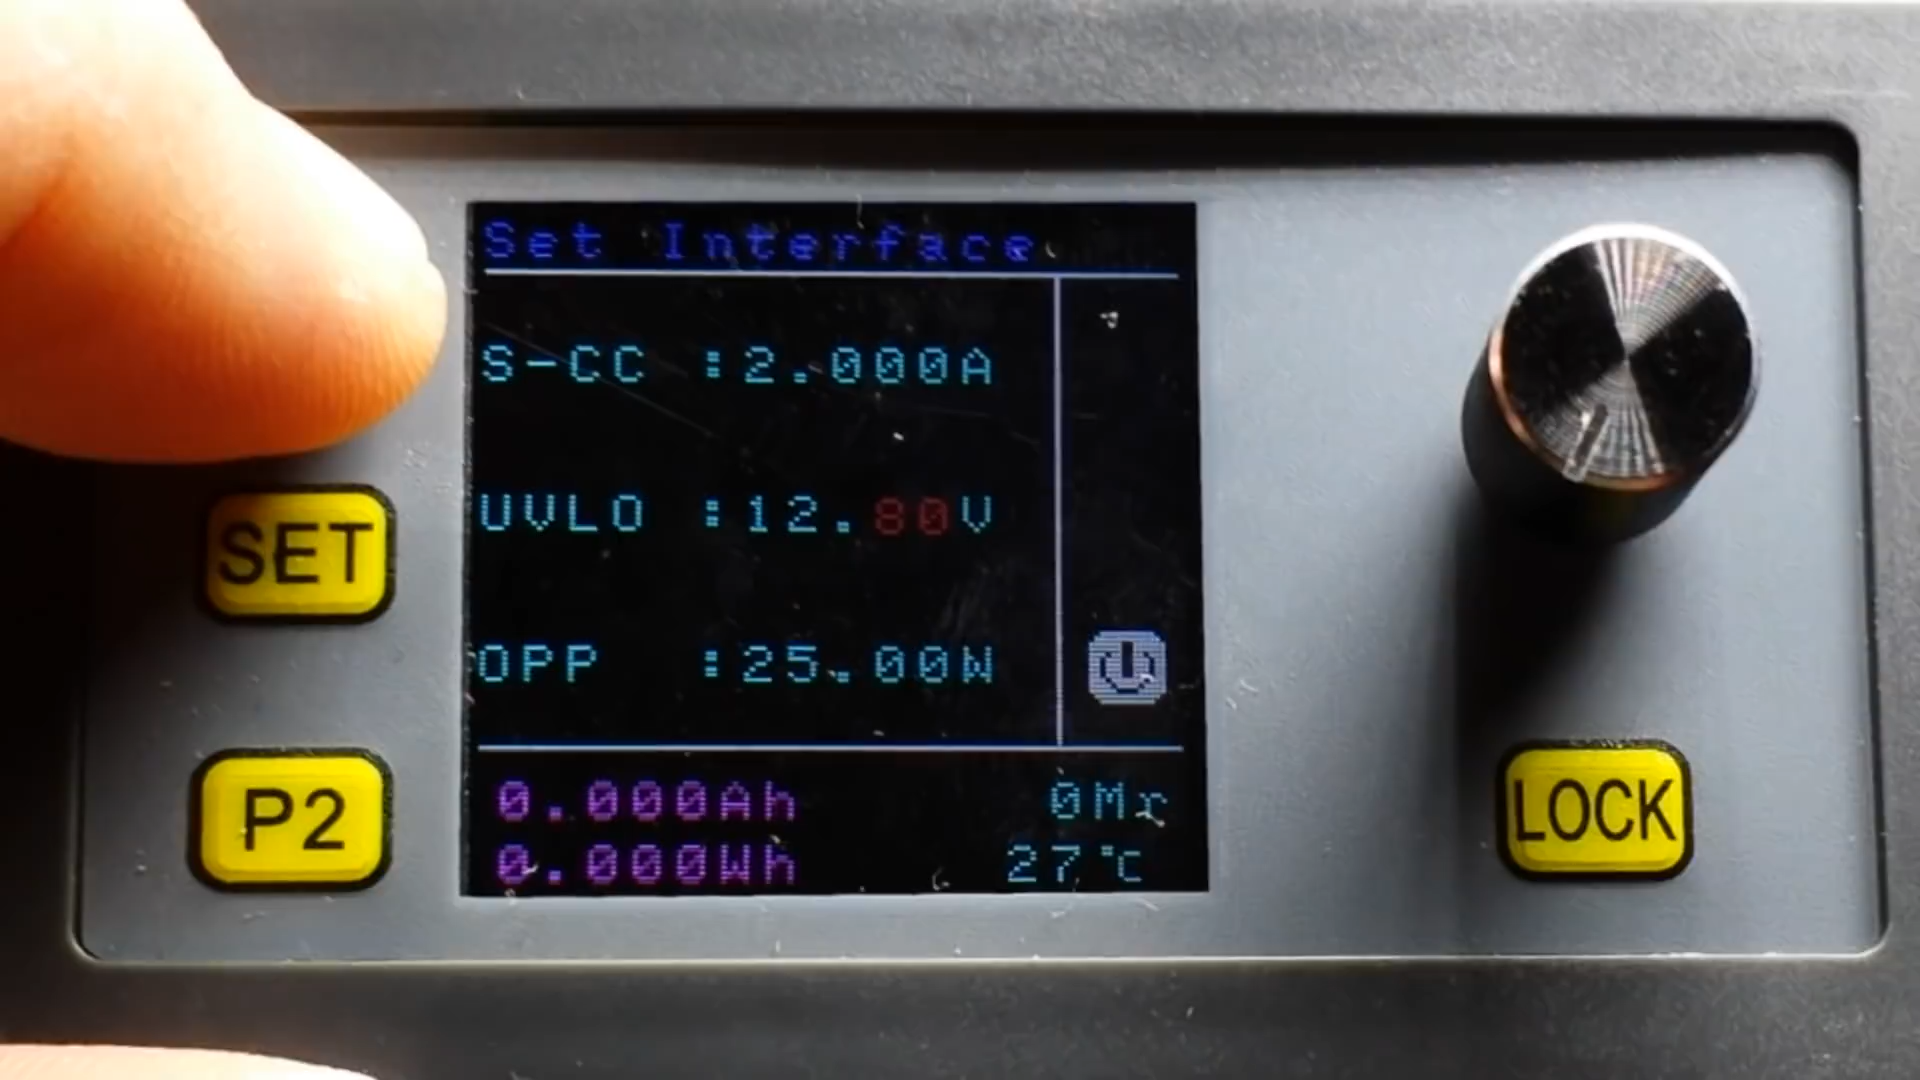 Set Interface
S-CC :2.000A
UVLO :12.80V
OPP :25.00W
0.000Ah 0Mr
0.000Wh 27℃
SET
P2
LOCK